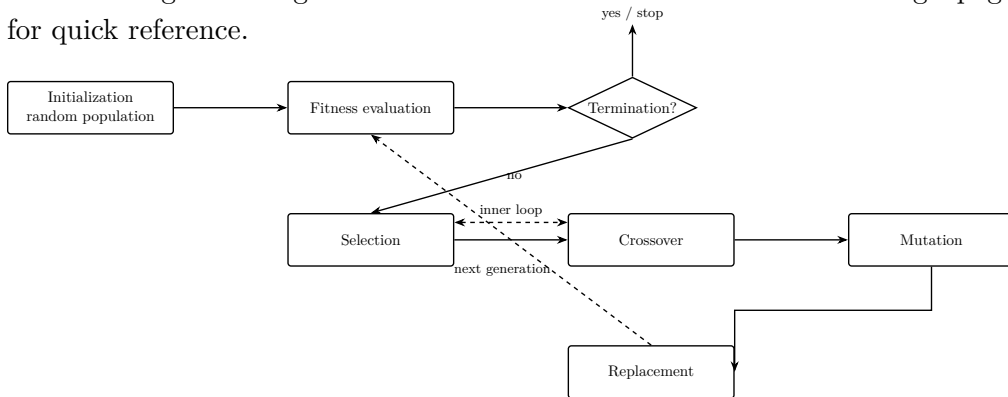 for quick reference.
yes / stop
Initialization
random population
Fitness evaluation
Termination?
no
inner loop
Selection
Crossover
Mutation
next generation
Replacement